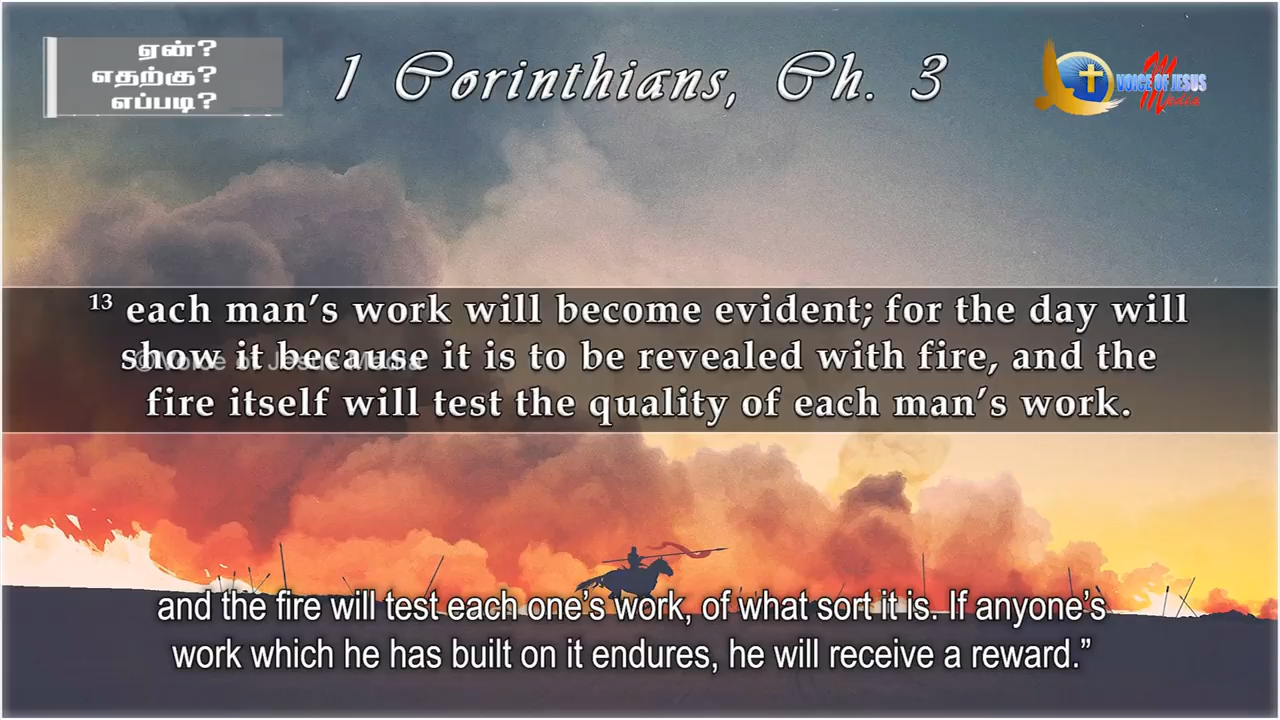 ஏன்?
எதற்கு?
எப்படி?
1 Corinthians, Ch. 3
VOICE OF JESUS
Media
13 each man's work will become evident; for the day will
show it because it is to be revealed with fire, and the
fire itself will test the quality of each man's work.
©Voice of Jesus Media
and the fire will test each one's work, of what sort it is. If anyone's
work which he has built on it endures, he will receive a reward.”